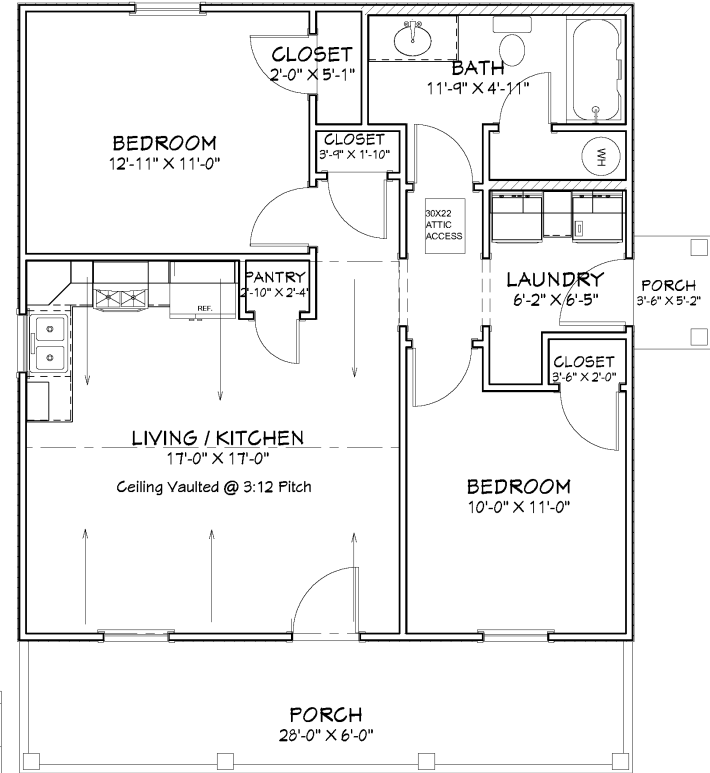 CLOSET
2'-0" X 5'-1"
BATH
11'-9" X 4'-11"
BEDROOM
12'-11" X 11'-0"
CLOSET
3'-9" X 1'-10"
WH
30X22
ATTIC
ACCESS
PANTRY
2'-10" X 2'-4"
REF.
LAUNDRY
6'-2" X 6'-5"
PORCH
3'-6" X 5'-2"
CLOSET
3'-6" X 2'-0"
LIVING / KITCHEN
17'-0" X 17'-0"
Ceiling Vaulted @ 3:12 Pitch
BEDROOM
10'-0" X 11'-0"
PORCH
28'-0" X 6'-0"